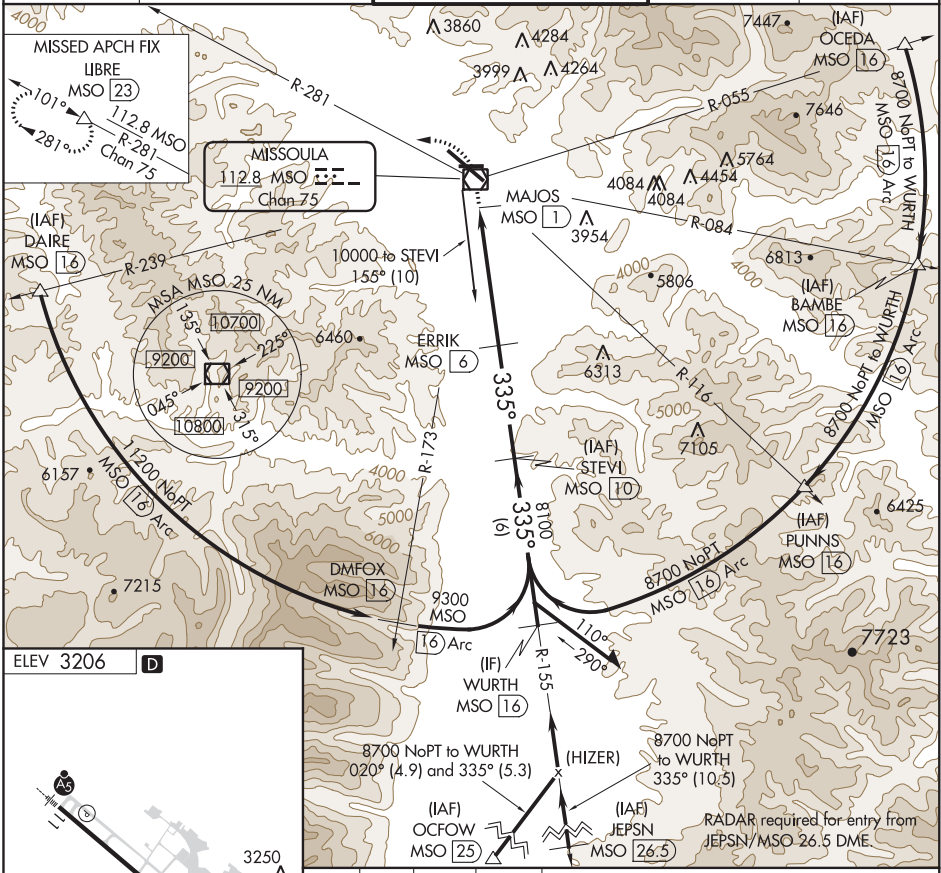 4000
3860
4284
3999
4264
7447
(IAF)
OCEDA
MSO 16
MISSED APCH FIX
LIBRE
MSO 23
112.8 MSO
R-281
Chan 75
101°
281°
R-281
R-055
7646
8700 NoPT to WURTH
MSO 16 Arc
MISSOULA
112.8 MSO
Chan 75
MAJOS
MSO 1
3954
4084
4084
4454
5764
R-084
(IAF)
DAIRE
MSO 16
R-239
10000 to STEVI
155° (10)
4000
5806
6813
4000
(IAF)
BAMBE
MSO 16
MSA MSO 25 NM
135°
10700
225°
9200
9200
045°
315°
10800
6460
ERRIK
MSO 6
6313
R-116
8700 NoPT to WURTH
MSO 16 Arc
335°
5000
7105
R-173
11200 NoPT
MSO 16 Arc
6157
4000
5000
6000
(IAF)
STEVI
MSO 10
6425
(IAF)
PUNNS
MSO 16
335°
8100
(6)
7215
DMFOX
MSO 16
9300
MSO
16 Arc
8700 NoPT
MSO 16 Arc
110°
290°
7723
ELEV 3206
D
(IF)
WURTH
MSO 16
R-155
8700 NoPT to WURTH
020° (4.9) and 335° (5.3)
(HIZER)
8700 NoPT
to WURTH
335° (10.5)
(IAF)
OCFOW
MSO 25
(IAF)
JEPSN
MSO 26.5
RADAR required for entry from
JEPSN/MSO 26.5 DME.
A5
P
3250